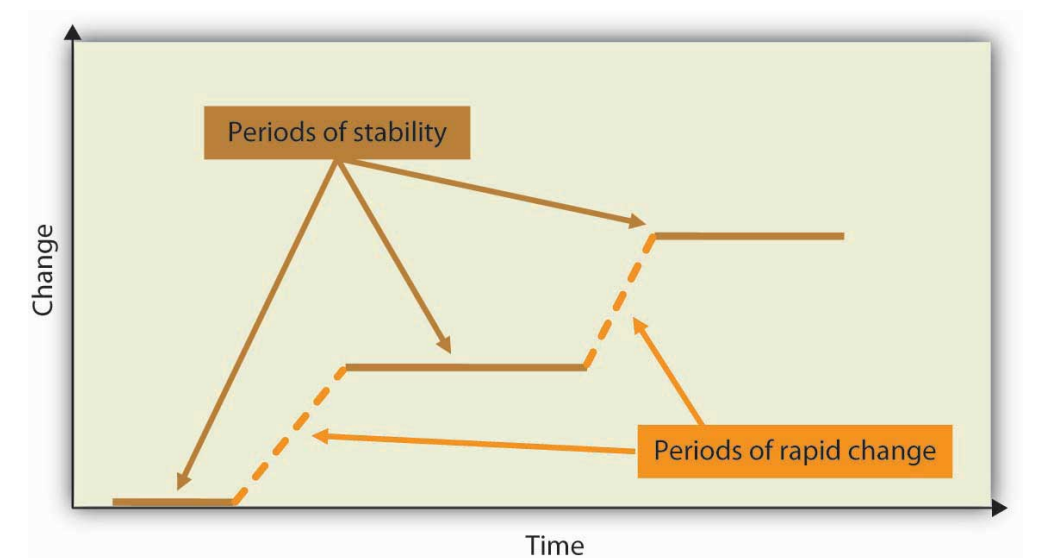 Periods of stability
Change
Periods of rapid change
Time